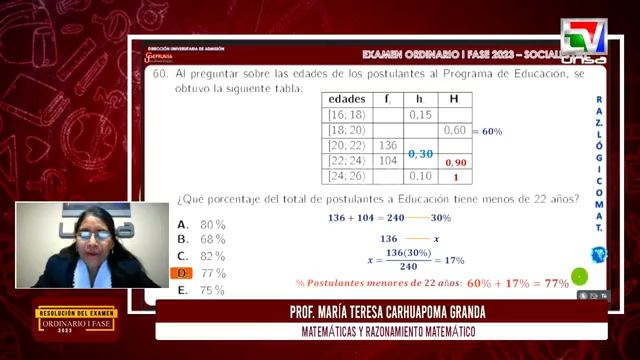 DIRECCIÓN UNIVERSITARIA DE ADMISIÓN
CEPRUNSA
EXAMEN ORDINARIO I FASE 2023 – SOCIALES
TV
unsa
60. Al preguntar sobre las edades de los postulantes al Programa de Educación, se
obtuvo la siguiente tabla:
edades f h H
[16; 18⟩ 0,15
[18; 20⟩ 0,60 = 60%
[20; 22⟩ 136
0,30
[22; 24⟩ 104 0,90
[24; 26⟩ 0,10 1
RAZ. LÓGICO MAT.
¿Qué porcentaje del total de postulantes a Educación tiene menos de 22 años?
A. 80 %
B. 68 %
C. 82 %
D. 77 %
E. 75 %
136 + 104 = 240 30%
136 x
x = 136(30%) / 240 = 17%
% Postulantes menores de 22 años: 60% + 17% = 77%
RESOLUCIÓN DEL EXAMEN
ORDINARIO I FASE
2023
PROF. MARÍA TERESA CARHUAPOMA GRANDA
MATEMÁTICAS Y RAZONAMIENTO MATEMÁTICO